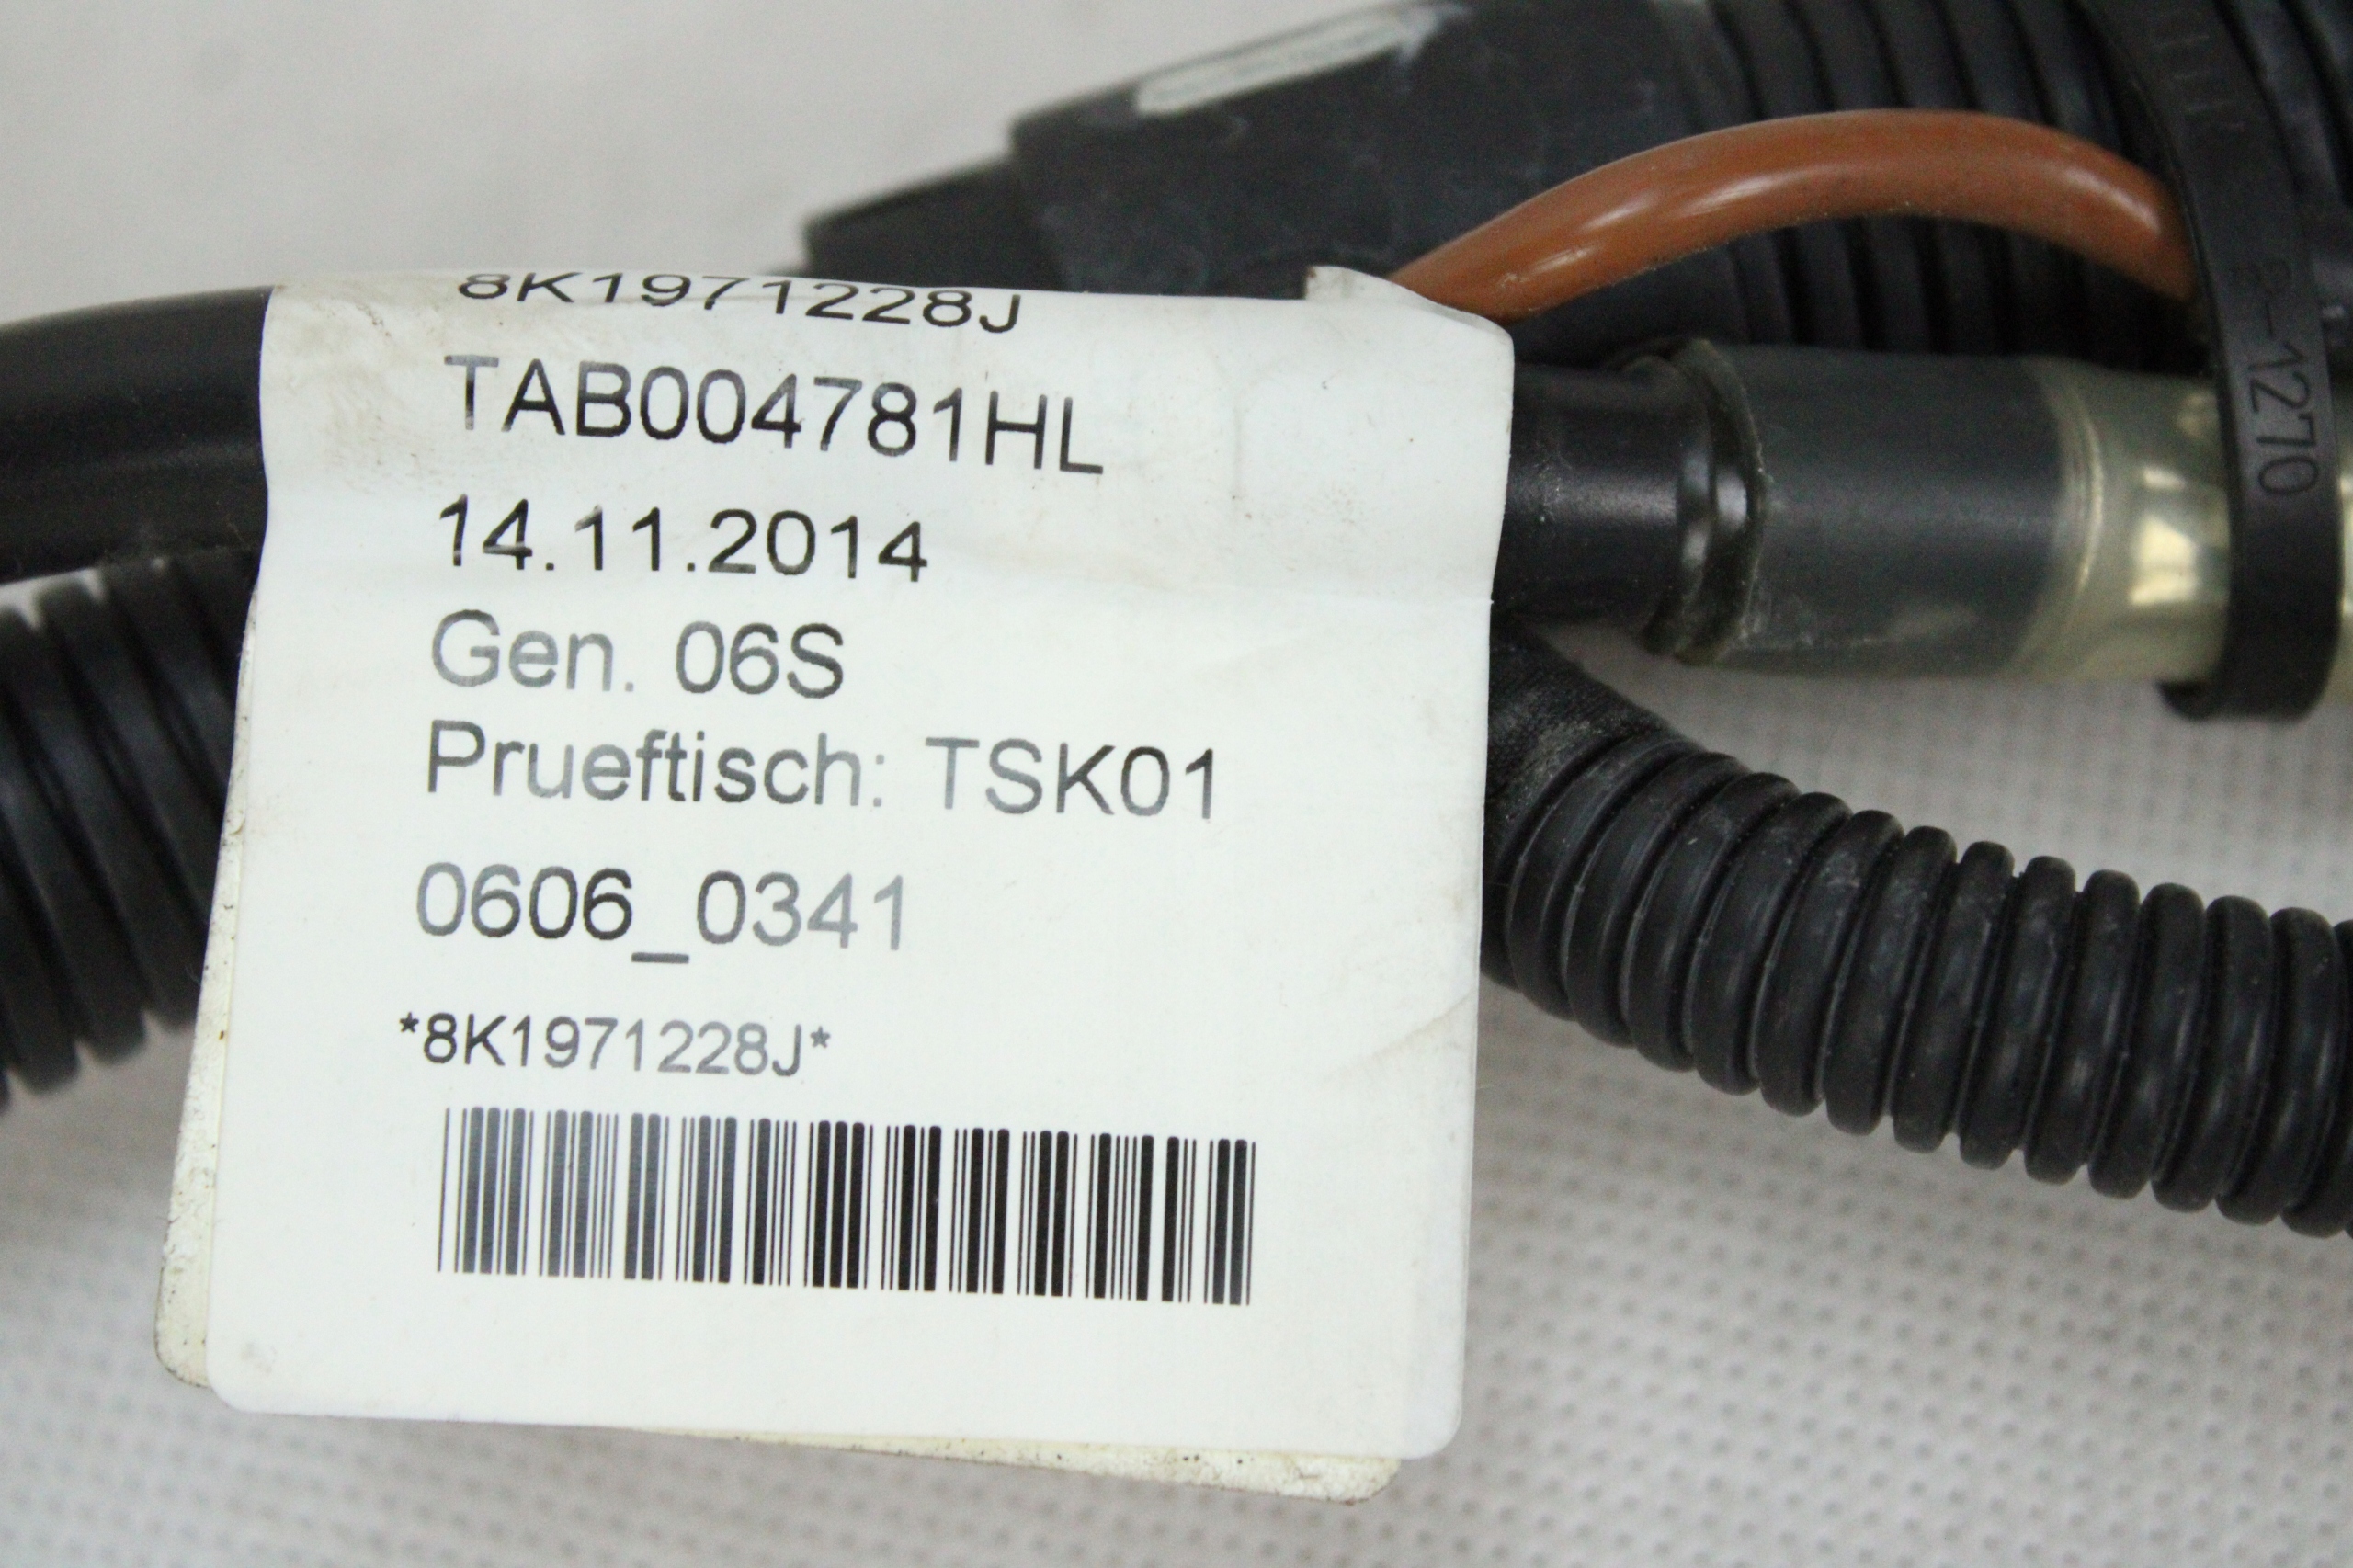 8K1971228J
TAB004781HL
14.11.2014
Gen. 06S
Prueftisch: TSK01
0606_0341
*8K1971228J*